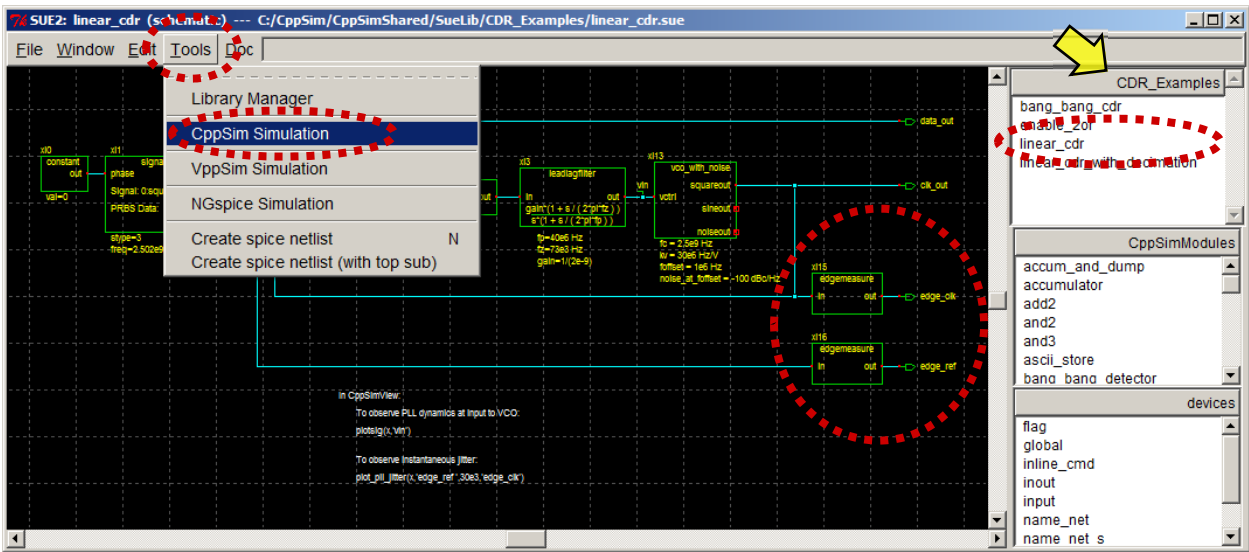 SUE2: linear_cdr (schematic) --- C:/CppSim/CppSimShared/SueLib/CDR_Examples/linear_cdr.sue
File Window Edit Tools Doc
Library Manager
CppSim Simulation
VppSim Simulation
NGspice Simulation
Create spice netlist N
Create spice netlist (with top sub)
xi0
constant
out
val=0
xi1
signa
phase
Signal: 0:squ
PRBS Data:
stype=3
freq=2.502e9
out
xi3
leadlagfilter
in out
gain*(1 + s / ( 2*pi*fz ) )
s*(1 + s / ( 2*pi*fp ) )
fp=40e6 Hz
fz=73e3 Hz
gain=1/(2e-9)
vin
xi13
vco_with_noise
squareout
vctrl
sineout
noiseout
fc = 2.5e9 Hz
kv = 30e6 Hz/V
foffset = 1e6 Hz
noise_at_foffset = -100 dBc/Hz
data_out
clk_out
xi15
edgemeasure
in out
edge_clk
xi16
edgemeasure
in out
edge_ref
In CppSimView:
To observe PLL dynamics at input to VCO:
plotsig(x,'vin')
To observe instantaneous jitter:
plot_pll_jitter(x,'edge_ref ',30e3,'edge_clk')
CDR_Examples
bang_bang_cdr
enable_2or
linear_cdr
linear_cdr_with_decimation
CppSimModules
accum_and_dump
accumulator
add2
and2
and3
ascii_store
bang_bang_detector
devices
flag
global
inline_cmd
inout
input
name_net
name_net_s